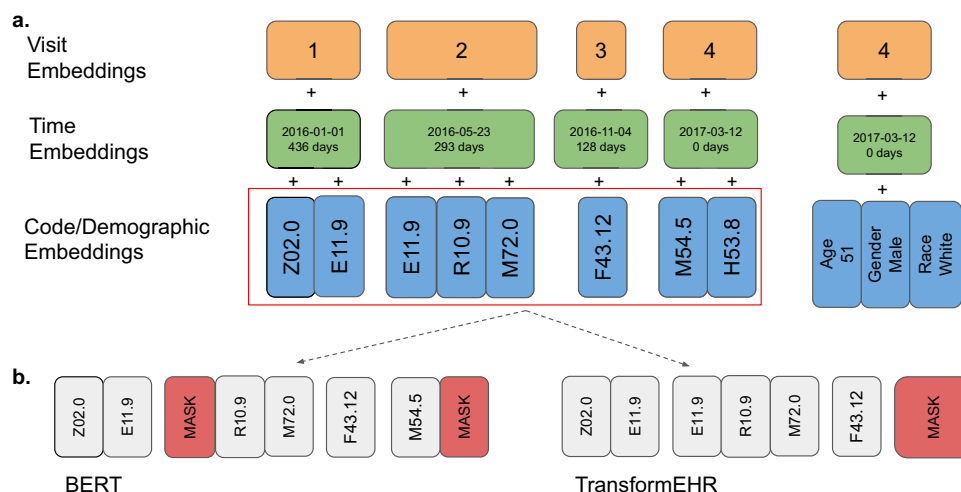 a.
Visit
Embeddings
1
2
3
4
4
+
+
+
+
+
Time
Embeddings
2016-01-01
436 days
2016-05-23
293 days
2016-11-04
128 days
2017-03-12
0 days
2017-03-12
0 days
+
+
+
+
+
+
+
+
+
Code/Demographic
Embeddings
Z02.0
E11.9
E11.9
R10.9
M72.0
F43.12
M54.5
H53.8
Age
51
Gender
Male
Race
White
b.
Z02.0
E11.9
MASK
R10.9
M72.0
F43.12
M54.5
MASK
Z02.0
E11.9
E11.9
R10.9
M72.0
F43.12
MASK
BERT
TransformEHR